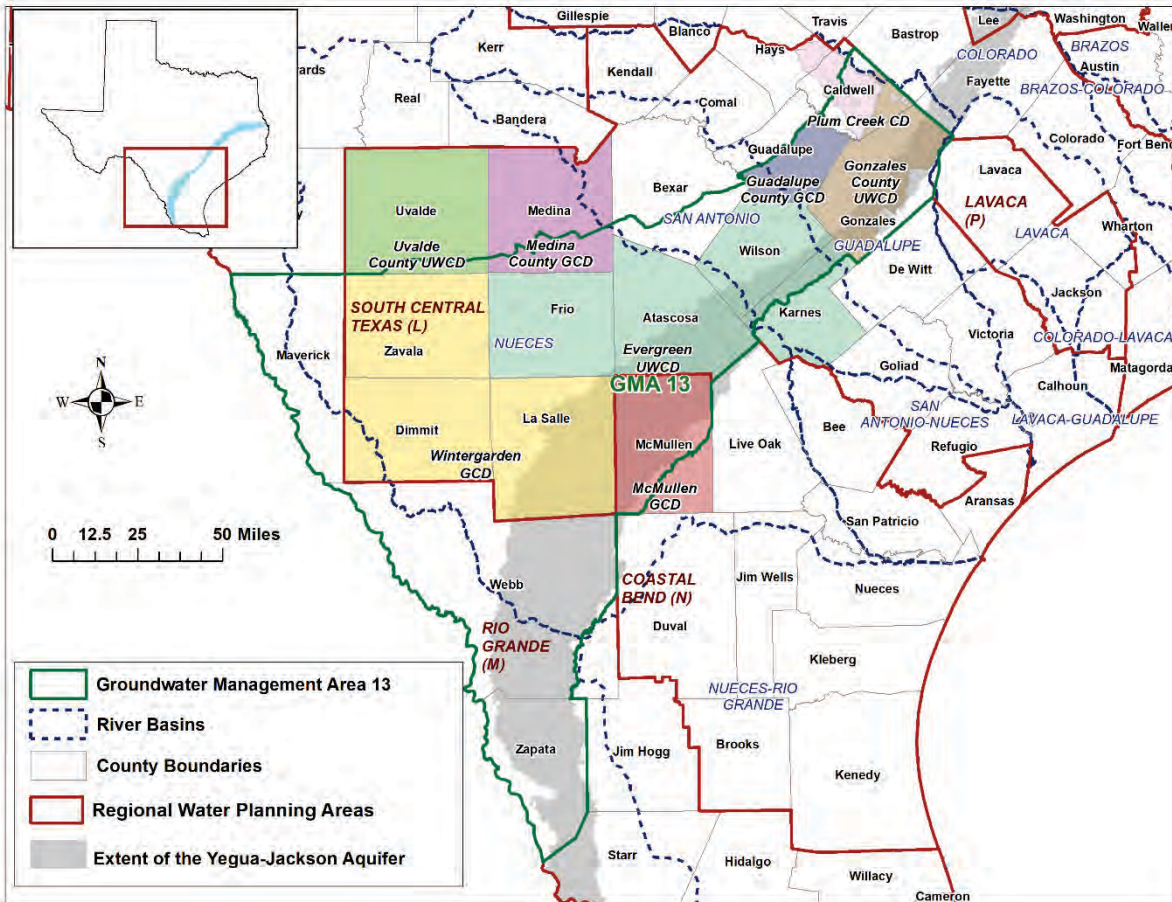 Gillespie
Blanco
Travis
Hays
Bastrop
Lee
Washington
Waller
Kerr
Kendall
COLORADO
BRAZOS
Austin
Fayette
BRAZOS-COLORADO
Real
Bandera
Comal
Caldwell
Plum Creek CD
Colorado
Fort Bend
Guadalupe
Guadalupe
County GCD
Gonzales
County
UWCD
Gonzales
Lavaca
LAVACA
(P)
LAVACA
Wharton
Bexar
SAN ANTONIO
Uvalde
Uvalde
County UWCD
Medina
Medina
County GCD
Wilson
GUADALUPE
De Witt
Jackson
SOUTH CENTRAL
TEXAS (L)
Frio
Atascosa
Karnes
Victoria
COLORADO-LAVACA
Maverick
Zavala
NUECES
Evergreen
UWCD
GMA 13
Goliad
Calhoun
Matagorda
LAVACA-GUADALUPE
N
W
E
S
Dimmit
La Salle
Wintergarden
GCD
McMullen
McMullen
GCD
Live Oak
Bee
SAN
ANTONIO-NUECES
Refugio
Aransas
San Patricio
0 12.5 25 50 Miles
Webb
COASTAL
BEND (N)
Duval
Jim Wells
Nueces
RIO
GRANDE
(M)
Kleberg
NUECES-RIO
GRANDE
Zapata
Jim Hogg
Brooks
Kenedy
Starr
Hidalgo
Willacy
Cameron
Groundwater Management Area 13
River Basins
County Boundaries
Regional Water Planning Areas
Extent of the Yegua-Jackson Aquifer